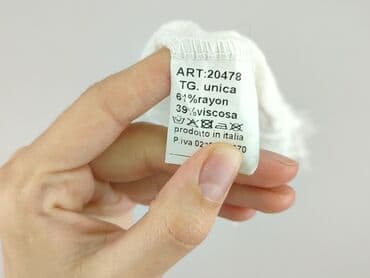 ART:20478
TG. unica
61%rayon
39%viscosa
prodotto in italia
P.iva